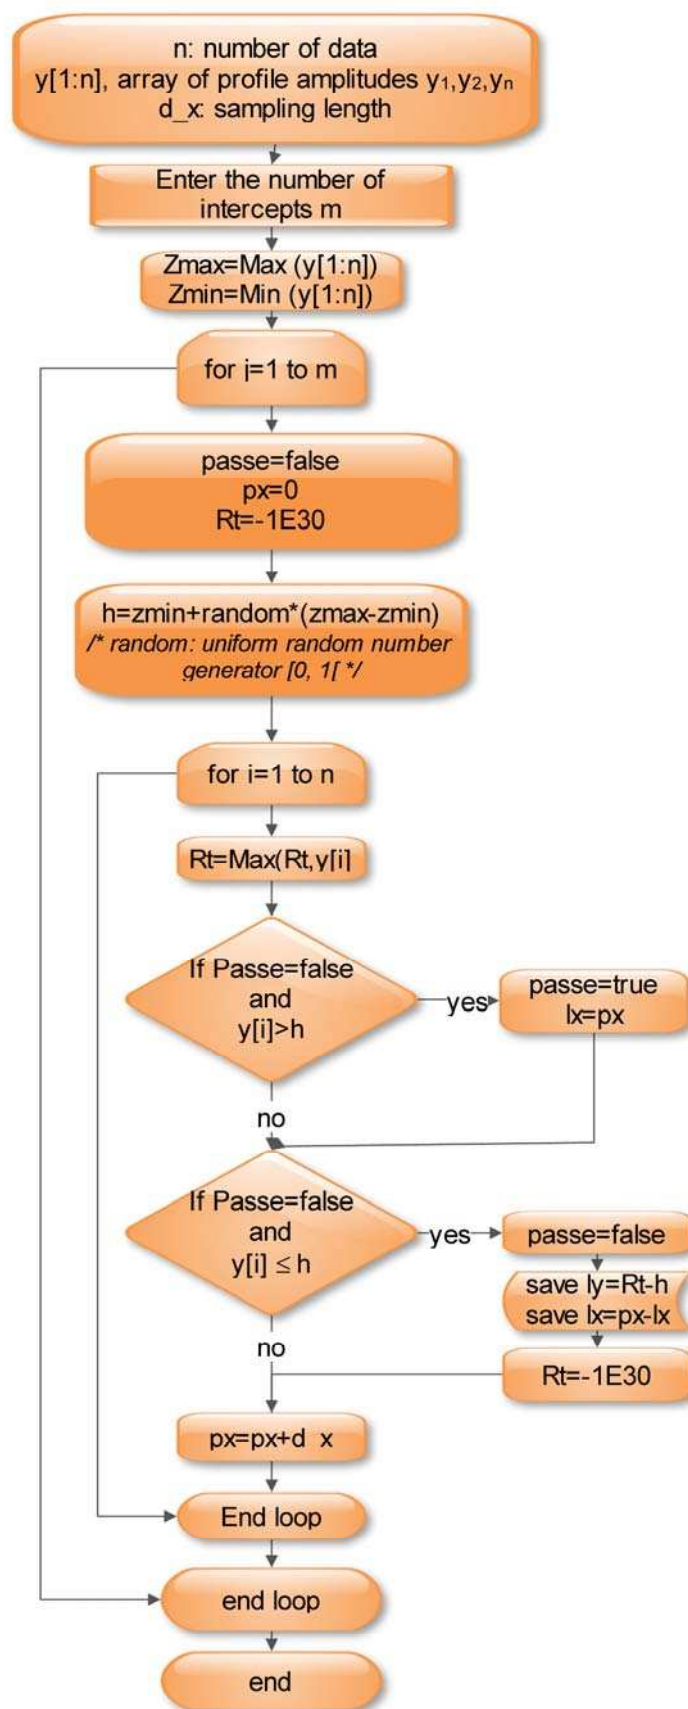 n: number of data
y[1:n], array of profile amplitudes y₁,y₂,yₙ
d_x: sampling length
Enter the number of
intercepts m
Zmax=Max (y[1:n])
Zmin=Min (y[1:n])
for j=1 to m
passe=false
px=0
Rt=-1E30
h=zmin+random*(zmax-zmin)
/* random: uniform random number
generator [0, 1[ */
for i=1 to n
Rt=Max(Rt,y[i]
If Passe=false
and
y[i]>h
yes
passe=true
lx=px
no
If Passe=false
and
y[i] ≤ h
yes
passe=false
save ly=Rt-h
save lx=px-lx
no
Rt=-1E30
px=px+d_x
End loop
end loop
end